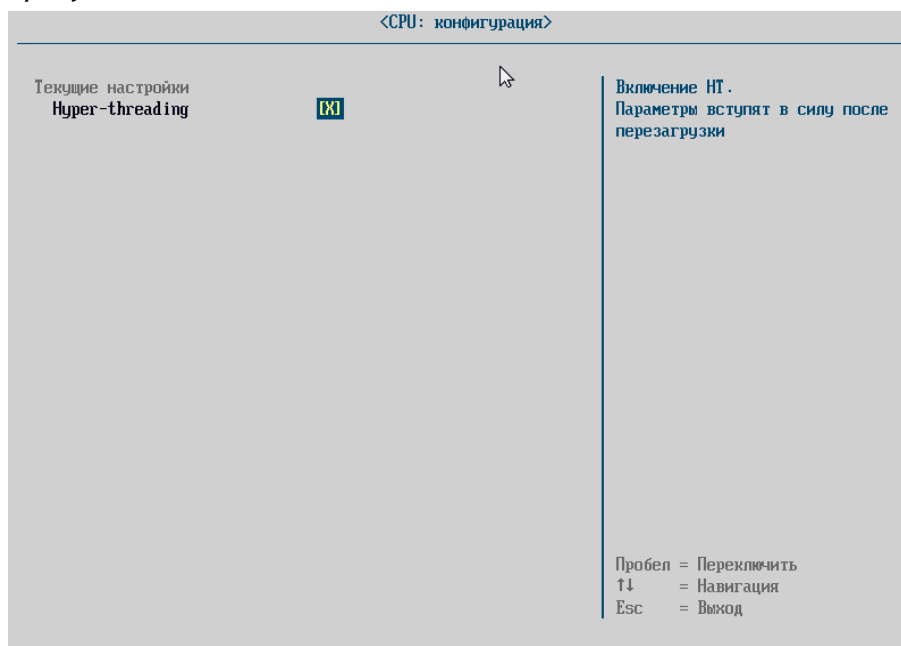 <CPU: конфигурация>
Текущие настройки
Hyper-threading [X]
Включение HT.
Параметры вступят в силу после
перезагрузки
Пробел = Переключить
↑↓ = Навигация
Esc = Выход